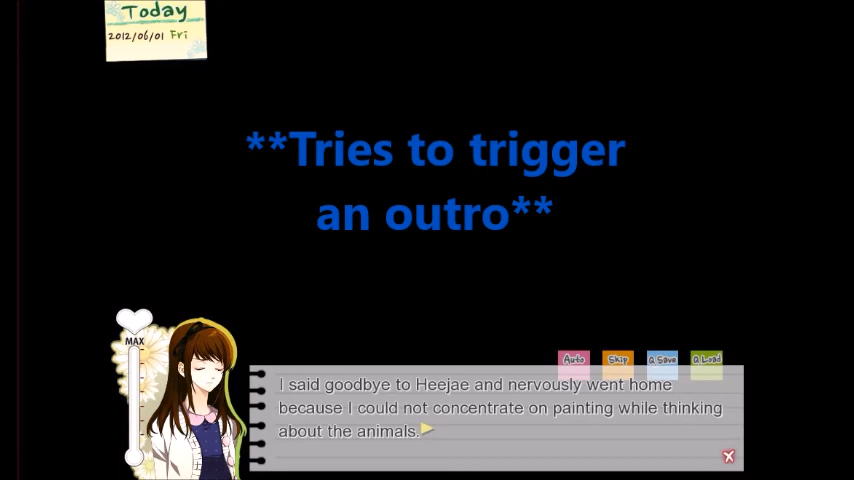 Today
2012/06/01 Fri
**Tries to trigger
an outro**
MAX
Auto Skip Q.Save Q.Load
I said goodbye to Heejae and nervously went home
because I could not concentrate on painting while thinking
about the animals.